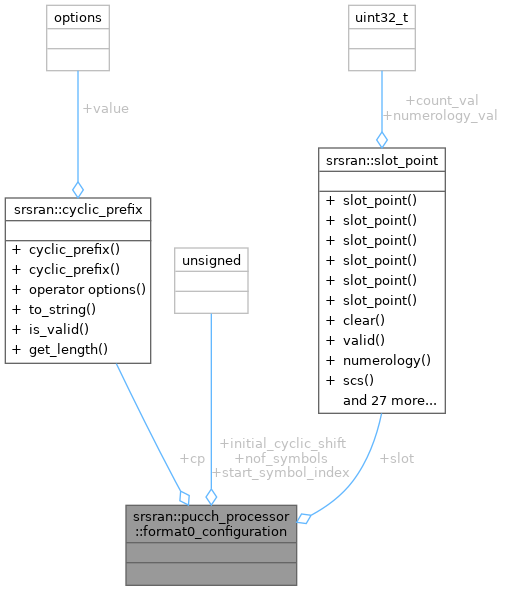 options
uint32_t
+value
+count_val
+numerology_val
srsran::slot_point
+ slot_point()
+ slot_point()
+ slot_point()
+ slot_point()
+ slot_point()
+ slot_point()
+ clear()
+ valid()
+ numerology()
+ scs()
and 27 more...
srsran::cyclic_prefix
+ cyclic_prefix()
+ cyclic_prefix()
+ operator options()
+ to_string()
+ is_valid()
+ get_length()
unsigned
+cp
+initial_cyclic_shift
+nof_symbols
+start_symbol_index
+slot
srsran::pucch_processor
::format0_configuration